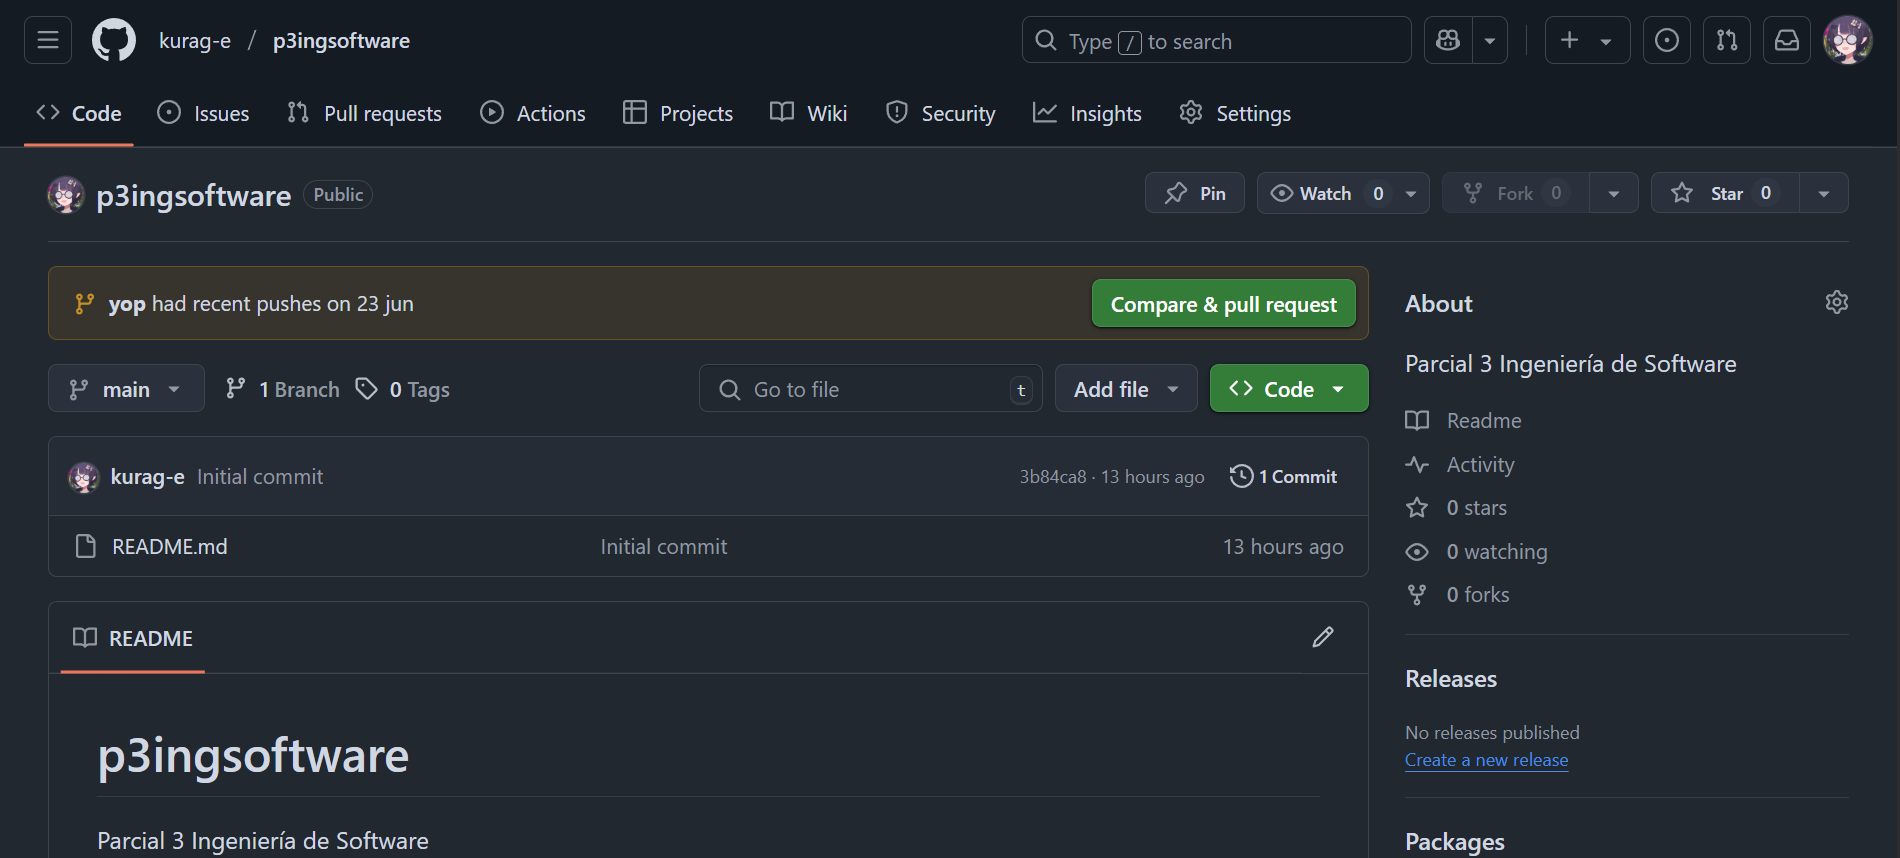 kurag-e / p3ingsoftware
Type / to search
Code Issues Pull requests Actions Projects Wiki Security Insights Settings
p3ingsoftware Public
Pin Watch 0 Fork 0 Star 0
yop had recent pushes on 23 jun
Compare & pull request
main 1 Branch 0 Tags
Go to file t Add file Code
kurag-e Initial commit 3b84ca8 · 13 hours ago 1 Commit
README.md Initial commit 13 hours ago
README
p3ingsoftware
Parcial 3 Ingeniería de Software
About
Parcial 3 Ingeniería de Software
Readme
Activity
0 stars
0 watching
0 forks
Releases
No releases published
Create a new release
Packages